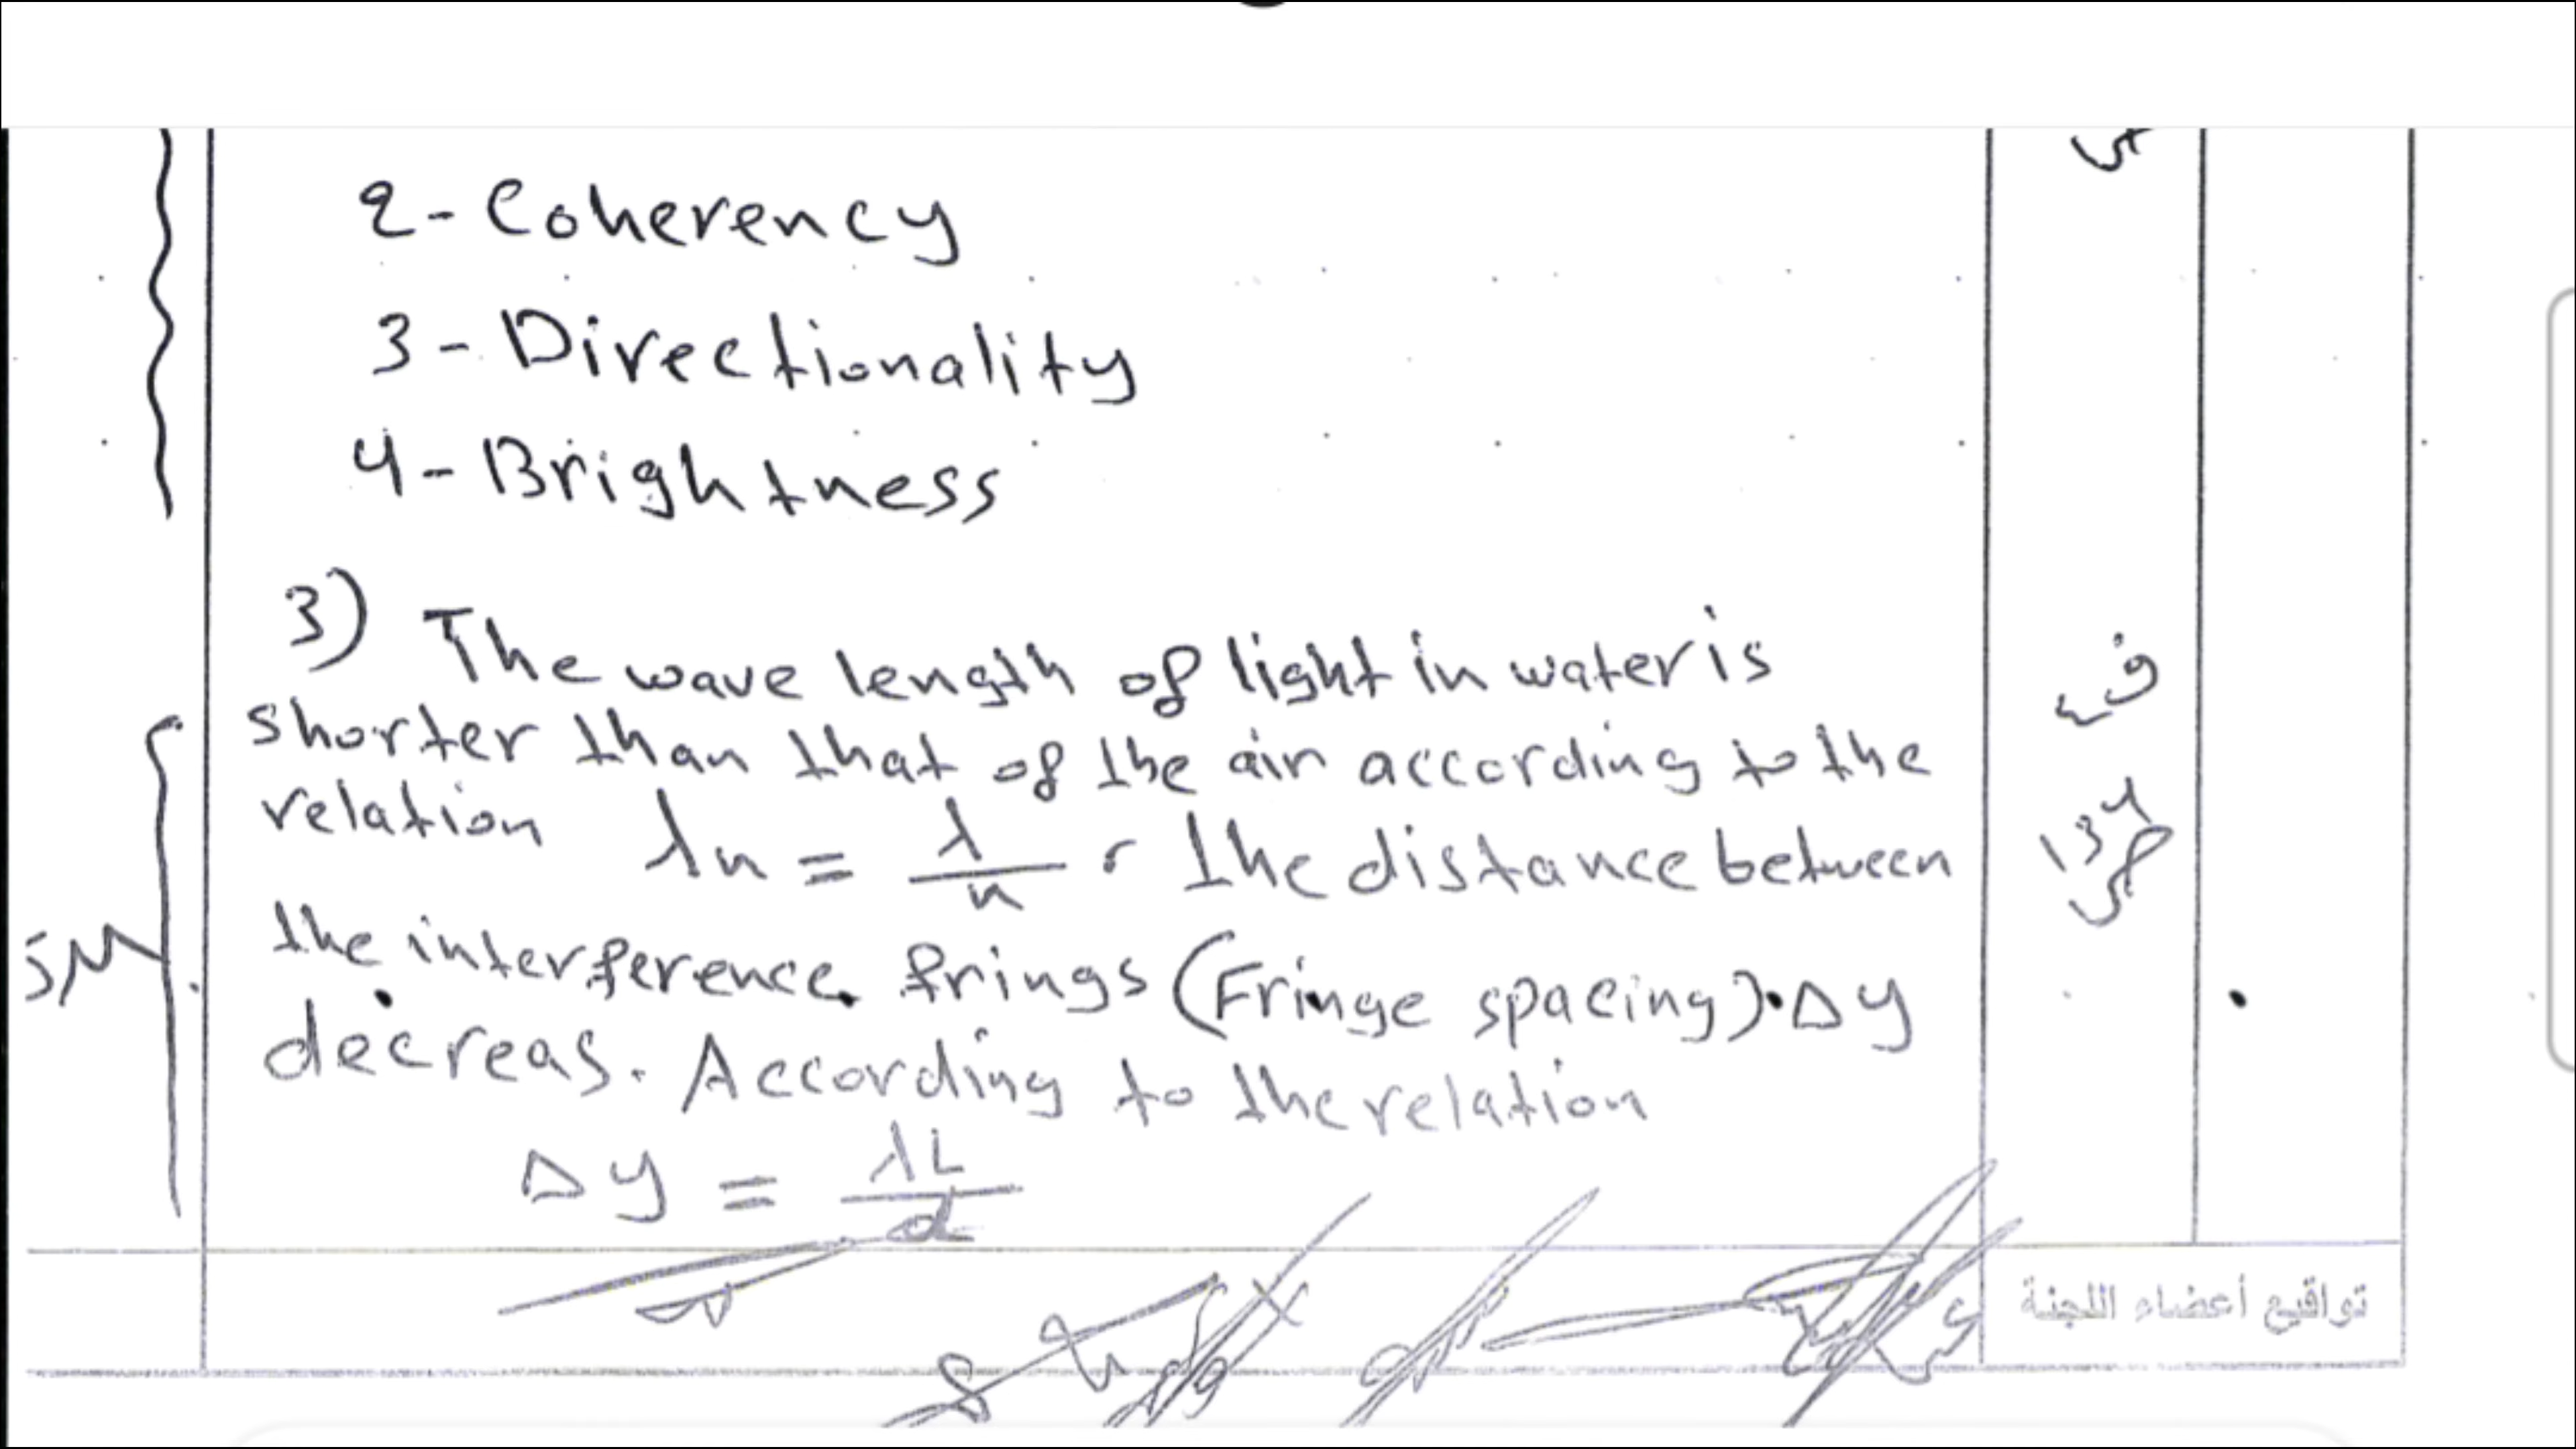 2- Coherency
3- Directionality
4- Brightness
3) The wave length of light in water is
shorter than that of the air according to the
relation λn = λ/n ، the distance between
the interference frings (Fringe spacing). Δy
decreas. According to the relation
Δy = λL/d
5M
ف٤
134
ص
تواقيع أعضاء اللجنة